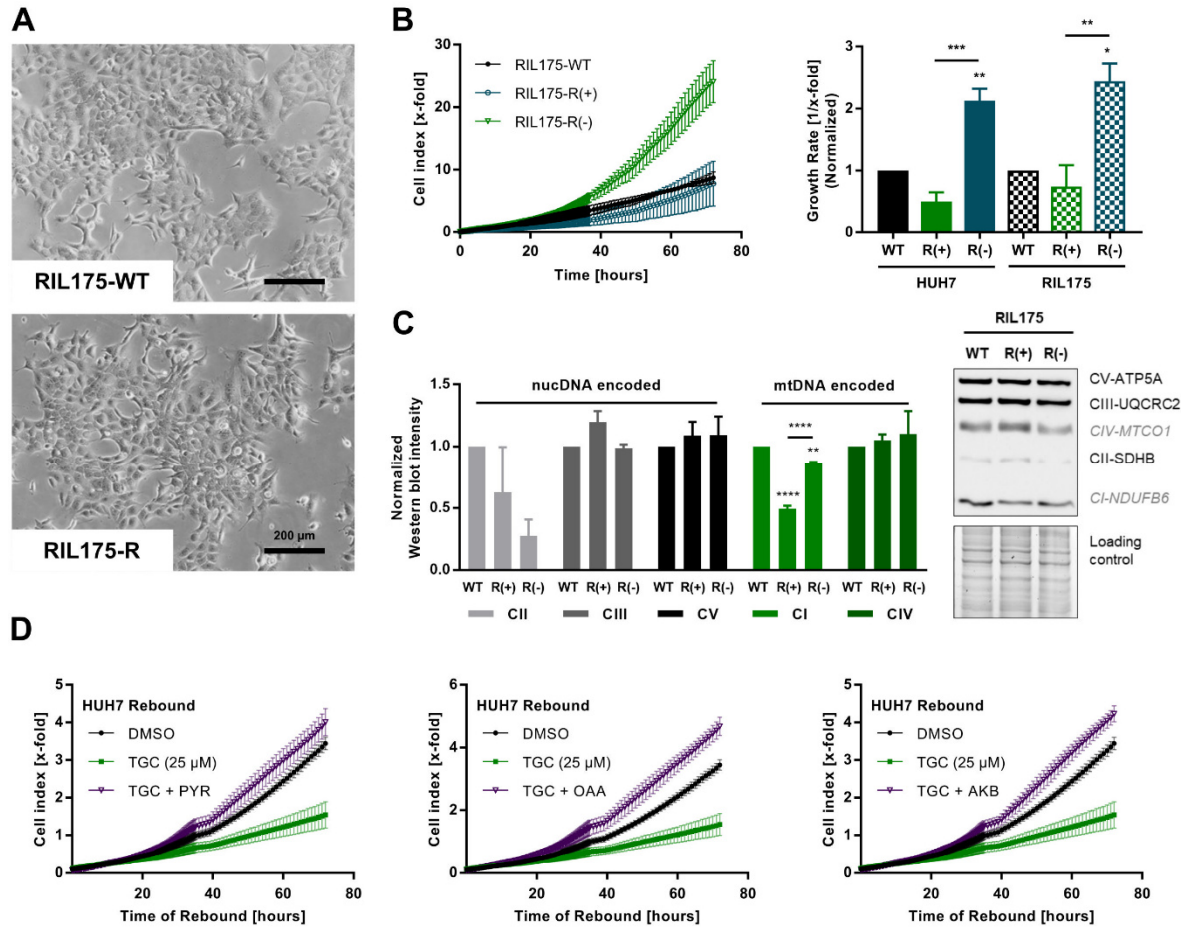 A
RIL175-WT
RIL175-R
200 µm
B
Cell index [x-fold]
30
20
10
0
0 20 40 60 80
Time [hours]
RIL175-WT
RIL175-R(+)
RIL175-R(-)
Growth Rate [1/x-fold]
(Normalized)
3
2
1
0
***
**
**
*
WT R(+) R(-) WT R(+) R(-)
HUH7 RIL175
C
Normalized
Western blot intensity
1.5
1.0
0.5
0.0
nucDNA encoded mtDNA encoded
****
****
**
WT R(+) R(-) WT R(+) R(-) WT R(+) R(-) WT R(+) R(-) WT R(+) R(-)
CII CIII CV CI CIV
RIL175
WT R(+) R(-)
CV-ATP5A
CIII-UQCRC2
CIV-MTCO1
CII-SDHB
CI-NDUFB6
Loading
control
D
Cell index [x-fold]
5
4
3
2
1
0
20 40 60 80
Time of Rebound [hours]
HUH7 Rebound
DMSO
TGC (25 µM)
TGC + PYR
Cell index [x-fold]
6
4
2
0
20 40 60 80
Time of Rebound [hours]
HUH7 Rebound
DMSO
TGC (25 µM)
TGC + OAA
Cell index [x-fold]
5
4
3
2
1
0
20 40 60 80
Time of Rebound [hours]
HUH7 Rebound
DMSO
TGC (25 µM)
TGC + AKB